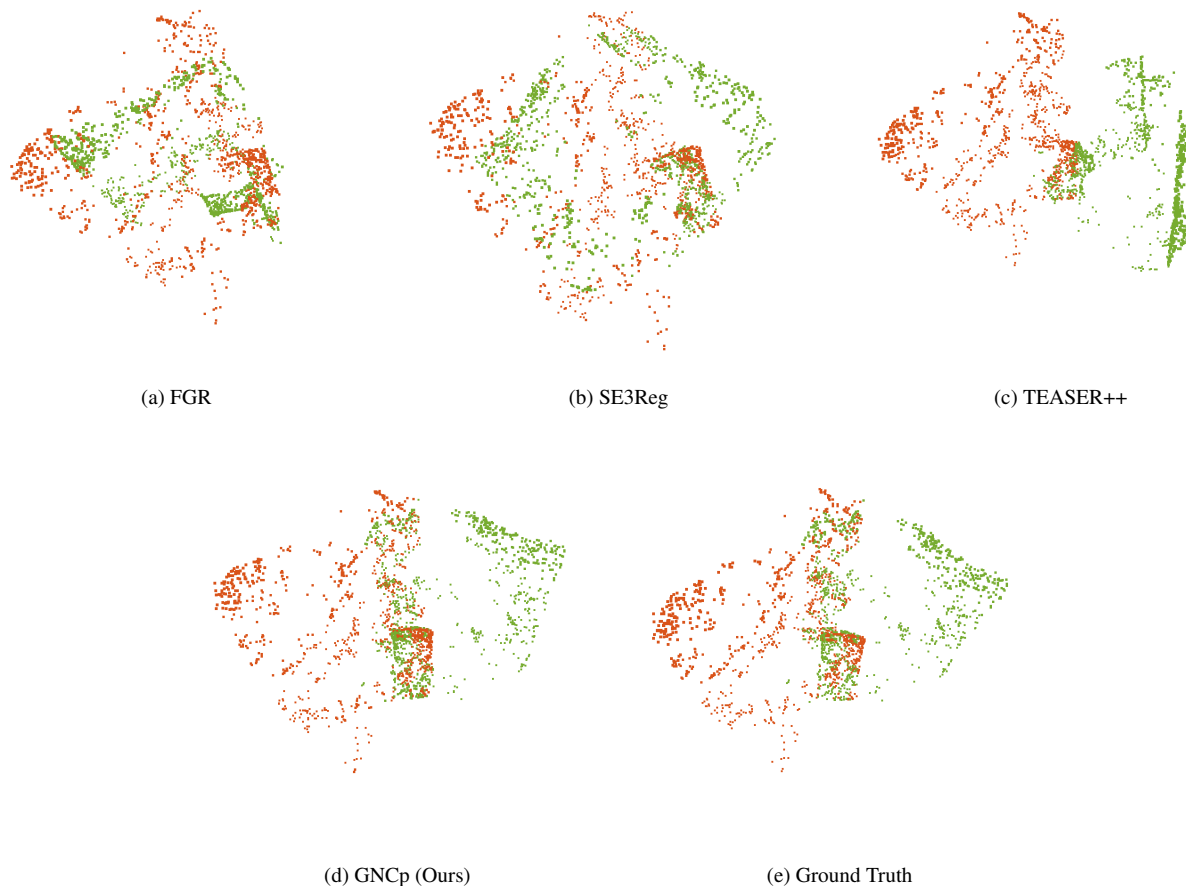 (a) FGR
(b) SE3Reg
(c) TEASER++
(d) GNCp (Ours)
(e) Ground Truth